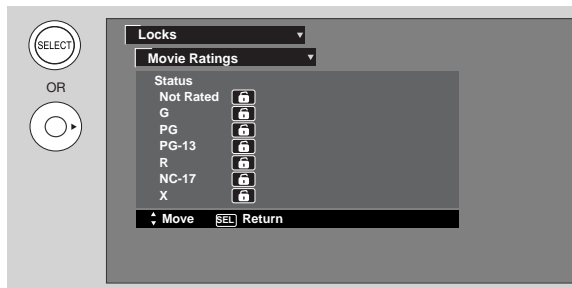 SELECT
OR
Locks
Movie Ratings
Status
Not Rated
G
PG
PG-13
R
NC-17
X
Move SEL Return